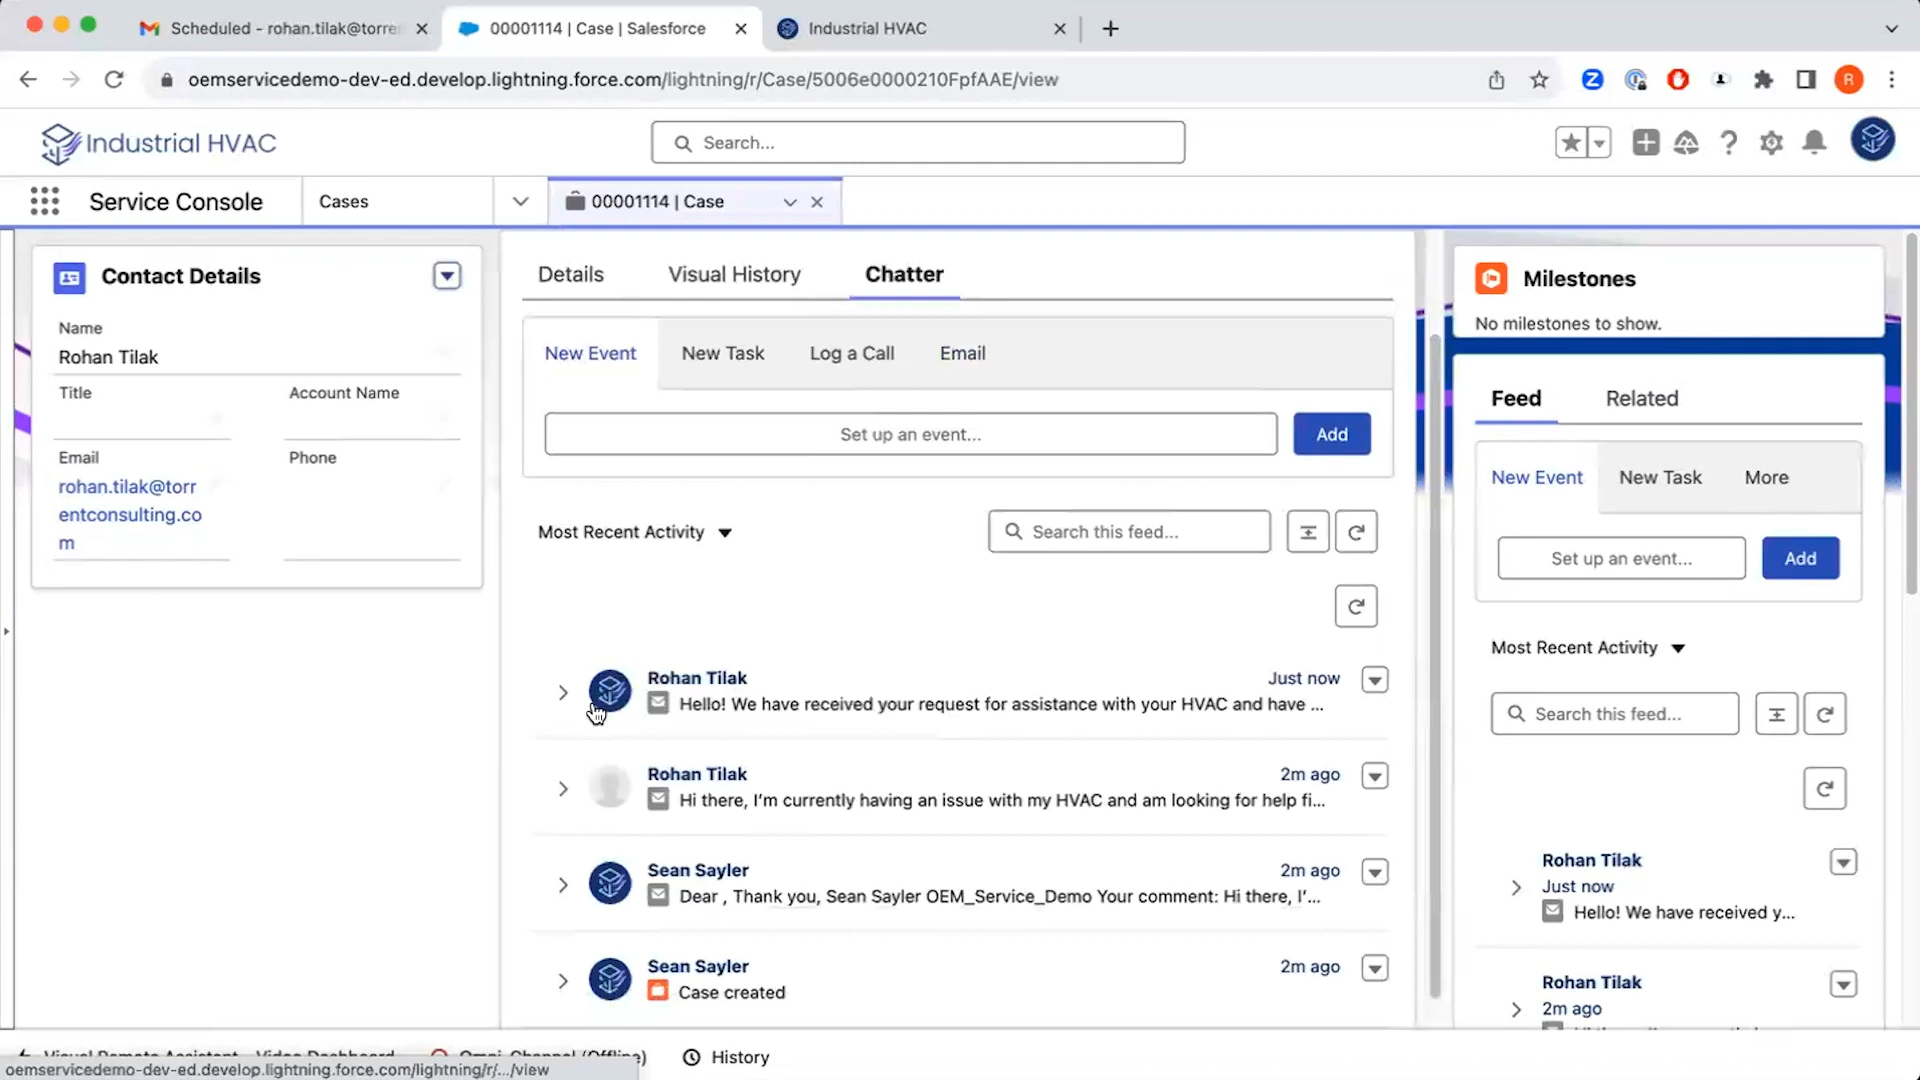 Scheduled - rohan.tilak@torre
00001114 | Case | Salesforce
Industrial HVAC
oemservicedemo-dev-ed.develop.lightning.force.com/lightning/r/Case/5006e0000210FpfAAE/view
Z
R
Industrial HVAC
Search...
Service Console
Cases
00001114 | Case
Contact Details
Name
Rohan Tilak
Title
Account Name
Email
Phone
rohan.tilak@torr
entconsulting.co
m
Details
Visual History
Chatter
New Event
New Task
Log a Call
Email
Set up an event...
Add
Most Recent Activity
Search this feed...
Rohan Tilak
Just now
Hello! We have received your request for assistance with your HVAC and have ...
Rohan Tilak
2m ago
Hi there, I'm currently having an issue with my HVAC and am looking for help fi...
Sean Sayler
2m ago
Dear , Thank you, Sean Sayler OEM_Service_Demo Your comment: Hi there, I'...
Sean Sayler
2m ago
Case created
Milestones
No milestones to show.
Feed
Related
New Event
New Task
More
Set up an event...
Add
Most Recent Activity
Search this feed...
Rohan Tilak
Just now
Hello! We have received y...
Rohan Tilak
2m ago
Visual Remote Assistant - Video Dashboard
Omni-Channel (Offline)
History
oemservicedemo-dev-ed.develop.lightning.force.com/lightning/r/.../view